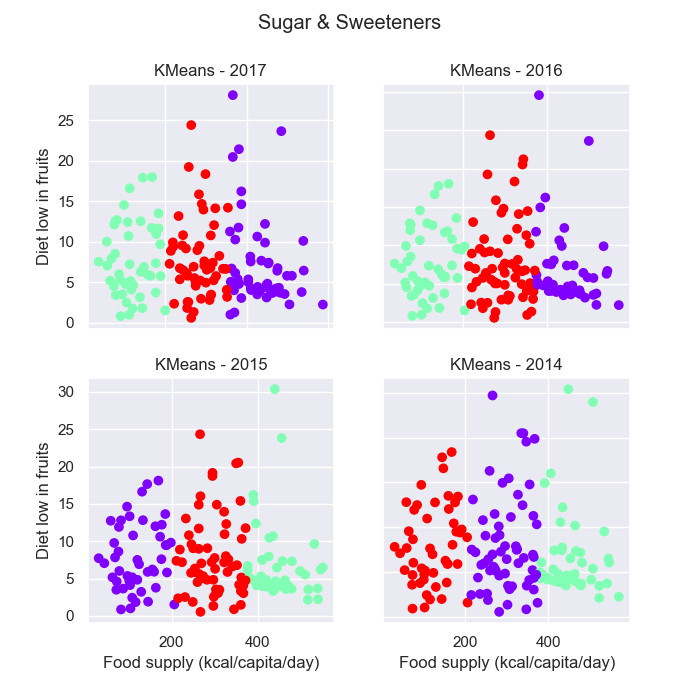 Sugar & Sweeteners
KMeans - 2017
KMeans - 2016
Diet low in fruits
25
20
15
10
5
0
KMeans - 2015
KMeans - 2014
Diet low in fruits
30
25
20
15
10
5
0
200
400
200
400
Food supply (kcal/capita/day)
Food supply (kcal/capita/day)